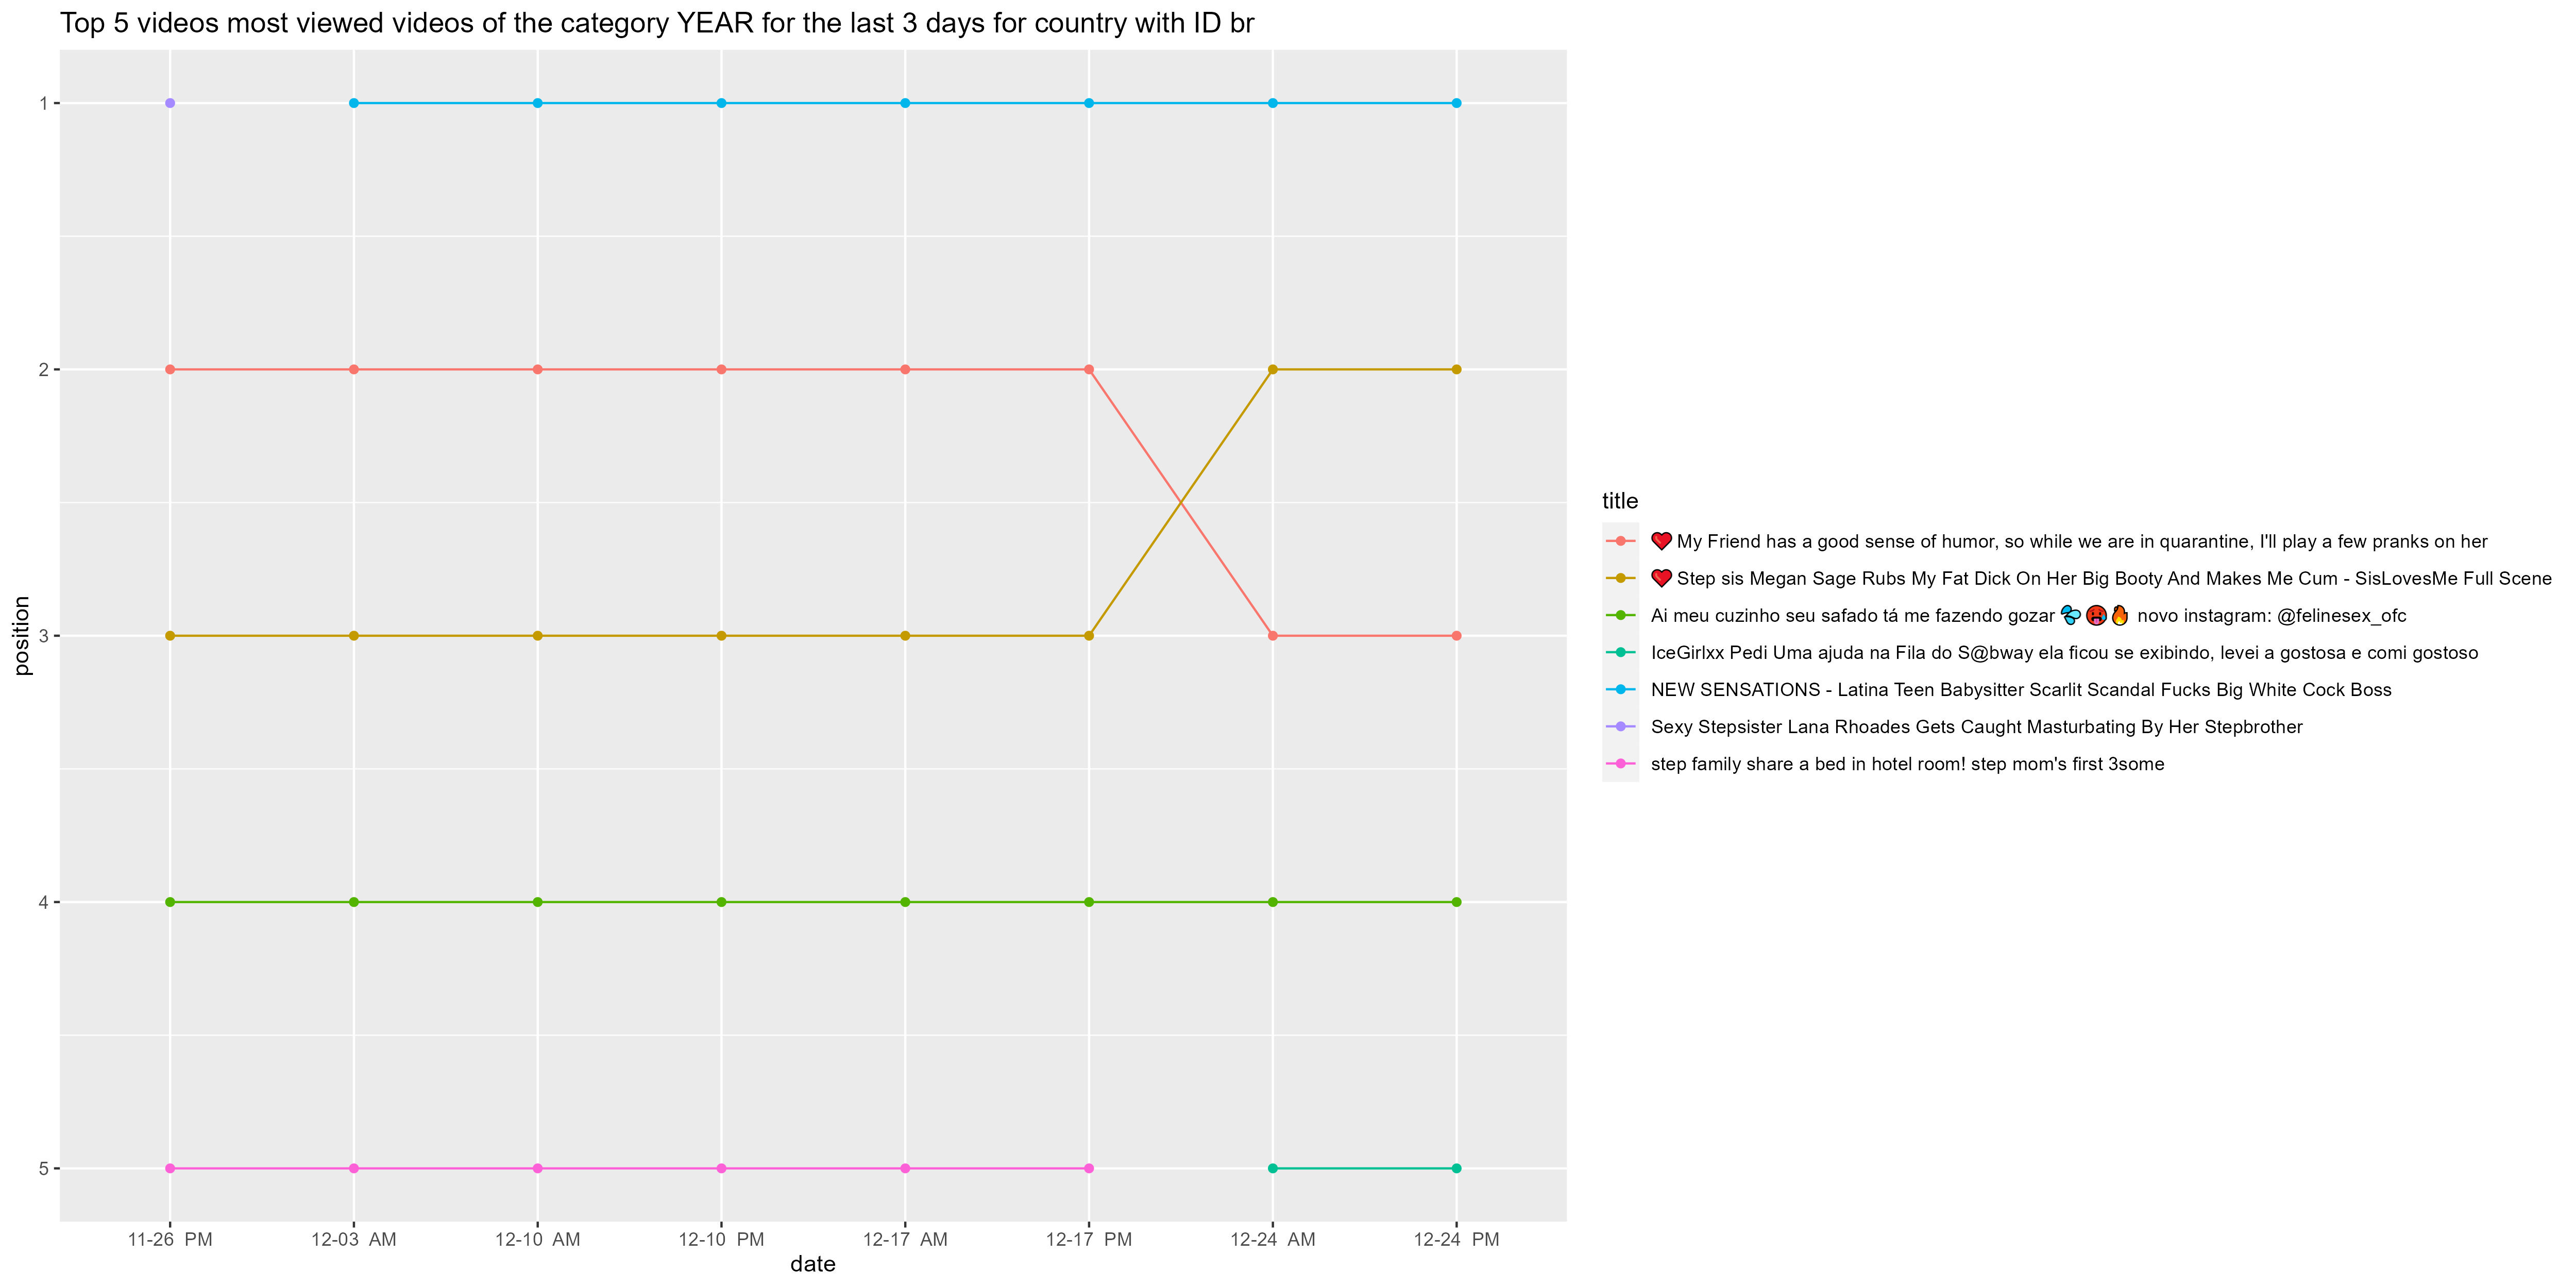 Top 5 videos most viewed videos of the category YEAR for the last 3 days for country with ID br
position
1
2
3
4
5
11-26 PM
12-03 AM
12-10 AM
12-10 PM
12-17 AM
12-17 PM
12-24 AM
12-24 PM
date
title
❤️ My Friend has a good sense of humor, so while we are in quarantine, I'll play a few pranks on her
❤️ Step sis Megan Sage Rubs My Fat Dick On Her Big Booty And Makes Me Cum - SisLovesMe Full Scene
Ai meu cuzinho seu safado tá me fazendo gozar 💦🥵🔥 novo instagram: @felinesex_ofc
IceGirlxx Pedi Uma ajuda na Fila do S@bway ela ficou se exibindo, levei a gostosa e comi gostoso
NEW SENSATIONS - Latina Teen Babysitter Scarlit Scandal Fucks Big White Cock Boss
Sexy Stepsister Lana Rhoades Gets Caught Masturbating By Her Stepbrother
step family share a bed in hotel room! step mom's first 3some